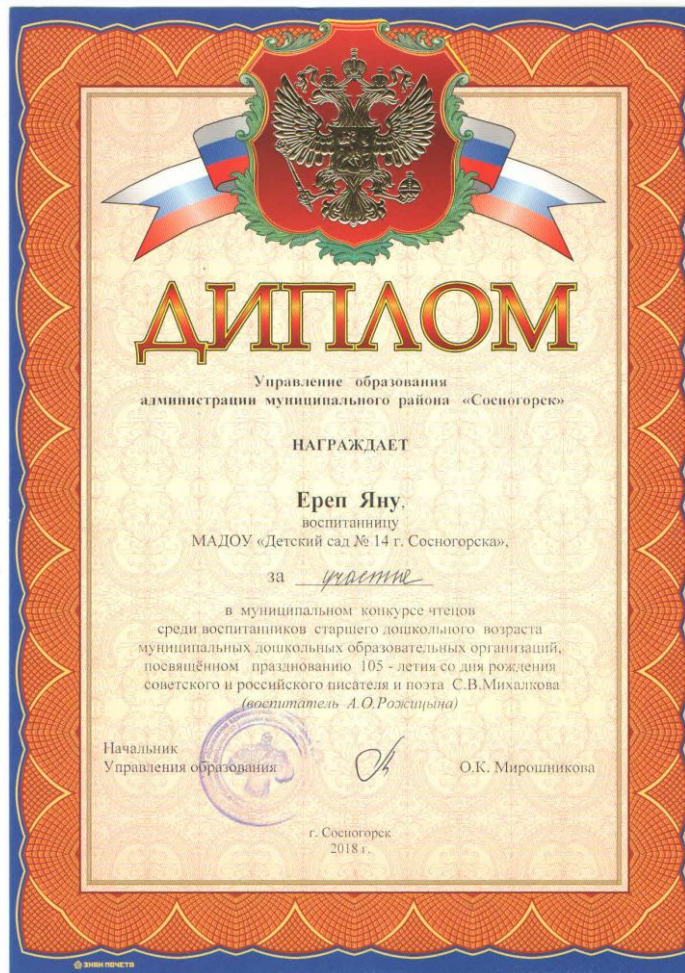 ДИПЛОМ
Управление образования
администрации муниципального района «Сосногорск»
НАГРАЖДАЕТ
Ереп Яну,
воспитанницу
МАДОУ «Детский сад № 14 г. Сосногорска»,
за участие
в муниципальном конкурсе чтецов
среди воспитанников старшего дошкольного возраста
муниципальных дошкольных образовательных организаций,
посвящённом празднованию 105 - летия со дня рождения
советского и российского писателя и поэта С.В.Михалкова
(воспитатель А.О.Рожицына)
Начальник
Управления образования О.К. Мирошникова
г. Сосногорск
2018 г.
ЗНАК ПОЧЕТА